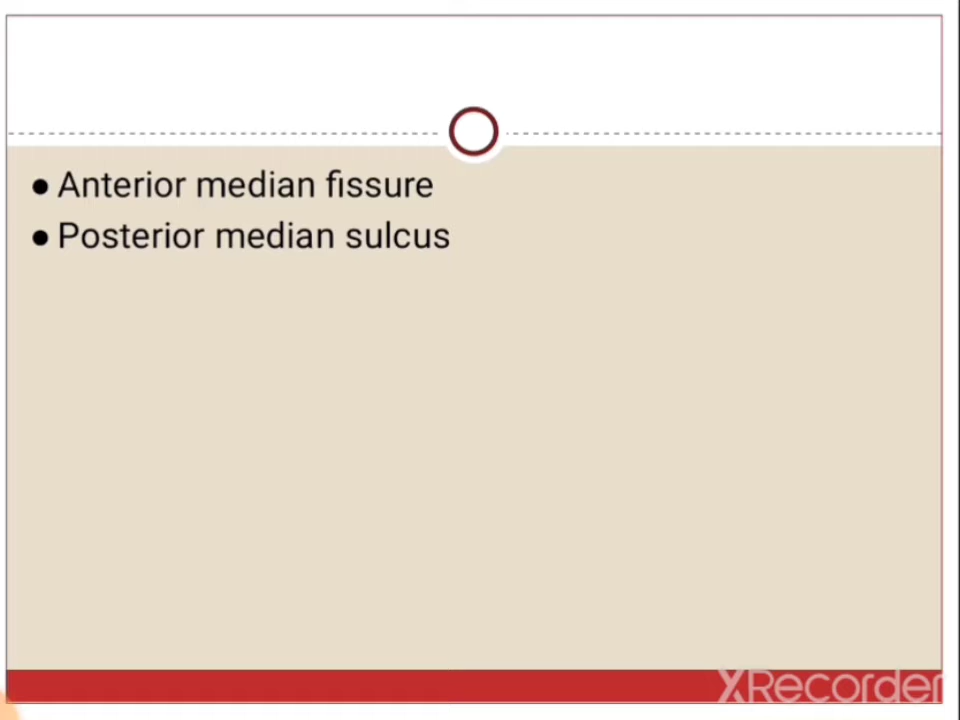 ● Anterior median fissure
● Posterior median sulcus
XRecorder